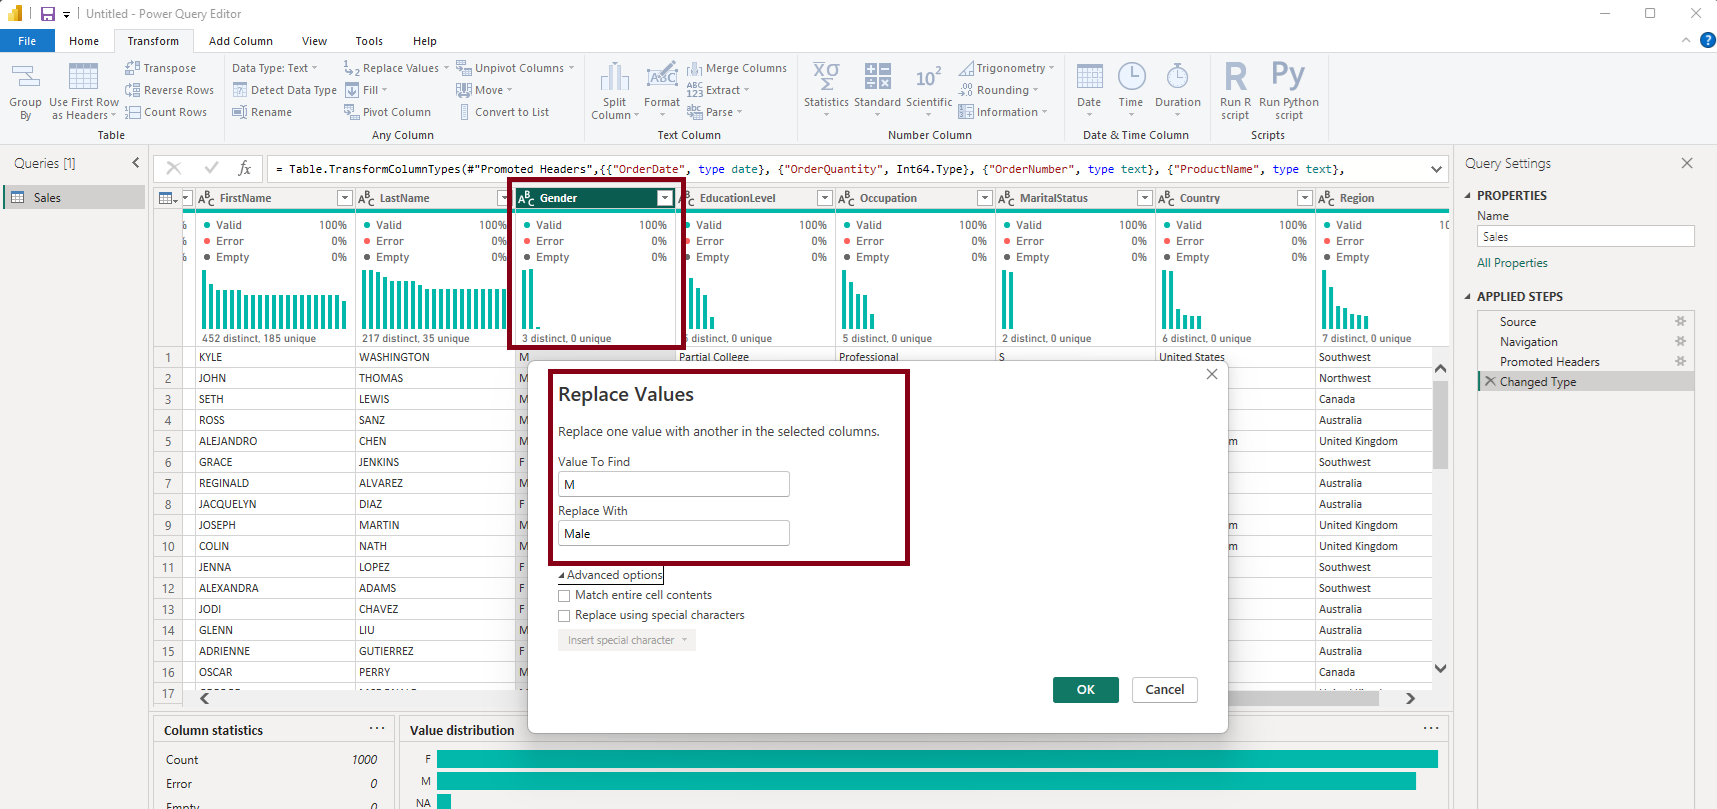 Untitled - Power Query Editor
File Home Transform Add Column View Tools Help
Group By
Use First Row as Headers
Transpose
Reverse Rows
Count Rows
Table
Data Type: Text
Detect Data Type
Rename
Replace Values
Fill
Pivot Column
Unpivot Columns
Move
Convert to List
Any Column
Split Column
Format
Merge Columns
Extract
Parse
Text Column
Statistics
Standard
Scientific
Trigonometry
Rounding
Information
Number Column
Date
Time
Duration
Date & Time Column
Run R script
Run Python script
Scripts
Queries [1]
Sales
= Table.TransformColumnTypes(#"Promoted Headers",{{"OrderDate", type date}, {"OrderQuantity", Int64.Type}, {"OrderNumber", type text}, {"ProductName", type text},
FirstName LastName Gender EducationLevel Occupation MaritalStatus Country Region
% Valid 100% Valid 100% Valid 100% Valid 100% Valid 100% Valid 100% Valid 100% Valid 10
% Error 0% Error 0% Error 0% Error 0% Error 0% Error 0% Error 0% Error
% Empty 0% Empty 0% Empty 0% Empty 0% Empty 0% Empty 0% Empty 0% Empty
452 distinct, 185 unique 217 distinct, 35 unique 3 distinct, 0 unique distinct, 0 unique 5 distinct, 0 unique 2 distinct, 0 unique 6 distinct, 0 unique 7 distinct, 0 unique
1 KYLE WASHINGTON M Partial College Professional S United States Southwest
2 JOHN THOMAS M Northwest
3 SETH LEWIS M Canada
4 ROSS SANZ M Australia
5 ALEJANDRO CHEN M m United Kingdom
6 GRACE JENKINS F Southwest
7 REGINALD ALVAREZ M Australia
8 JACQUELYN DIAZ F Australia
9 JOSEPH MARTIN M m United Kingdom
10 COLIN NATH M m United Kingdom
11 JENNA LOPEZ F Southwest
12 ALEXANDRA ADAMS F Southwest
13 JODI CHAVEZ F Australia
14 GLENN LIU M Australia
15 ADRIENNE GUTIERREZ F Australia
16 OSCAR PERRY M Canada
17
Replace Values
Replace one value with another in the selected columns.
Value To Find
M
Replace With
Male
Advanced options
Match entire cell contents
Replace using special characters
Insert special character
OK Cancel
Column statistics
Count 1000
Error 0
Empty 0
Value distribution
F
M
NA
Query Settings
PROPERTIES
Name
Sales
All Properties
APPLIED STEPS
Source
Navigation
Promoted Headers
Changed Type